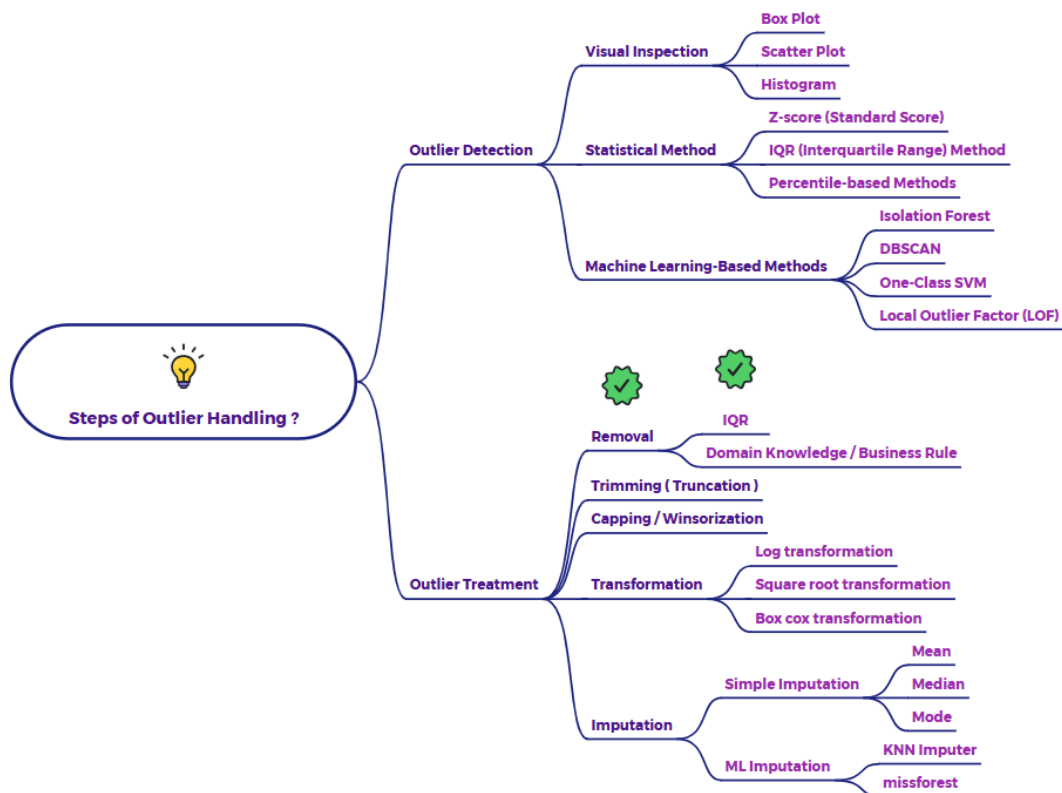 Steps of Outlier Handling ?
Outlier Detection
Visual Inspection
Box Plot
Scatter Plot
Histogram
Statistical Method
Z-score (Standard Score)
IQR (Interquartile Range) Method
Percentile-based Methods
Machine Learning-Based Methods
Isolation Forest
DBSCAN
One-Class SVM
Local Outlier Factor (LOF)
Outlier Treatment
Removal
IQR
Domain Knowledge / Business Rule
Trimming ( Truncation )
Capping / Winsorization
Transformation
Log transformation
Square root transformation
Box cox transformation
Imputation
Simple Imputation
Mean
Median
Mode
ML Imputation
KNN Imputer
missforest